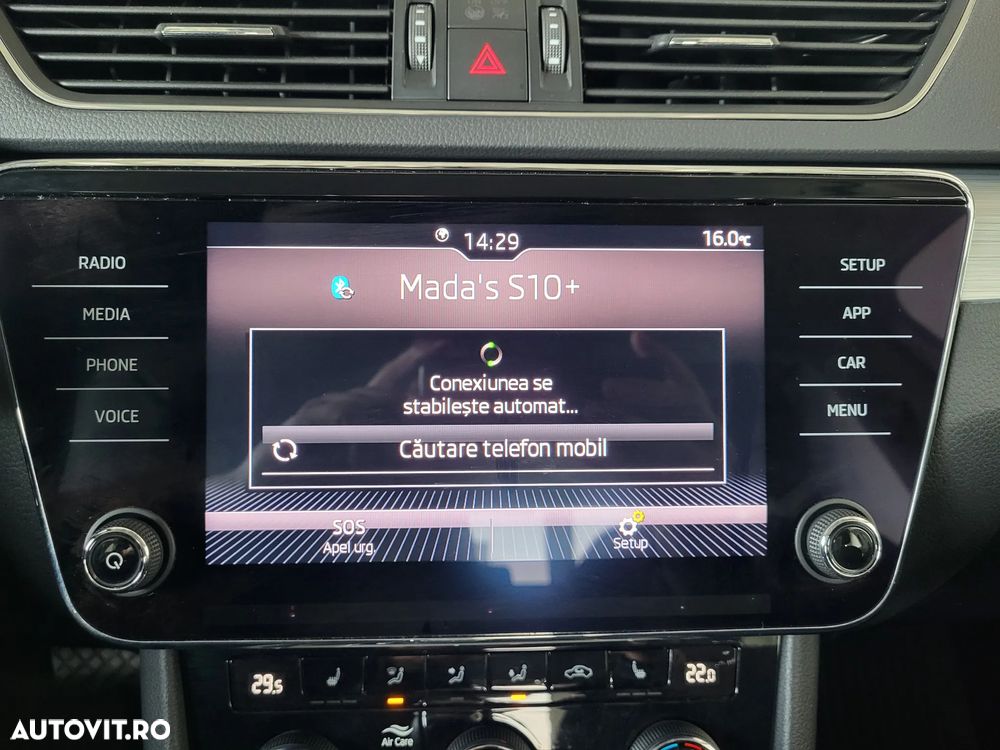 14:29
16.0°C
Mada's S10+
Conexiunea se
stabilește automat...
Căutare telefon mobil
SOS
Apel urg.
Setup
RADIO
MEDIA
PHONE
VOICE
SETUP
APP
CAR
MENU
29.5
22.0
Air Care
AUTOVIT.RO